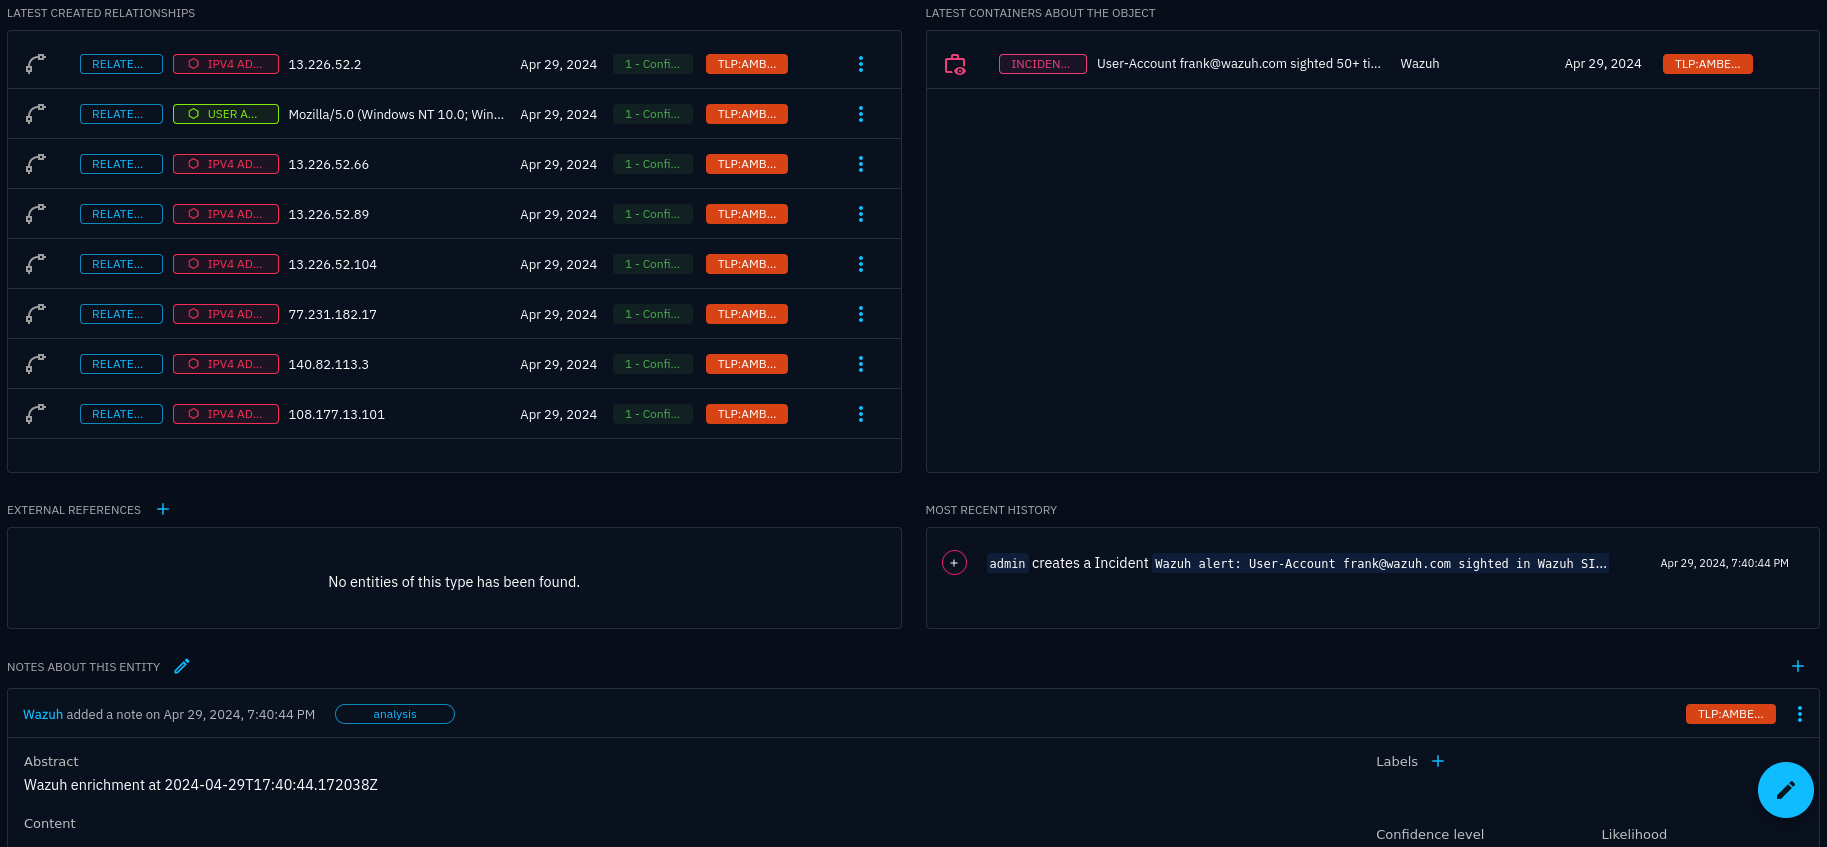 LATEST CREATED RELATIONSHIPS
RELATE... IPV4 AD... 13.226.52.2 Apr 29, 2024 1 - Confi... TLP:AMB...
RELATE... USER A... Mozilla/5.0 (Windows NT 10.0; Win... Apr 29, 2024 1 - Confi... TLP:AMB...
RELATE... IPV4 AD... 13.226.52.66 Apr 29, 2024 1 - Confi... TLP:AMB...
RELATE... IPV4 AD... 13.226.52.89 Apr 29, 2024 1 - Confi... TLP:AMB...
RELATE... IPV4 AD... 13.226.52.104 Apr 29, 2024 1 - Confi... TLP:AMB...
RELATE... IPV4 AD... 77.231.182.17 Apr 29, 2024 1 - Confi... TLP:AMB...
RELATE... IPV4 AD... 140.82.113.3 Apr 29, 2024 1 - Confi... TLP:AMB...
RELATE... IPV4 AD... 108.177.13.101 Apr 29, 2024 1 - Confi... TLP:AMB...
LATEST CONTAINERS ABOUT THE OBJECT
INCIDEN... User-Account frank@wazuh.com sighted 50+ ti... Wazuh Apr 29, 2024 TLP:AMBE...
EXTERNAL REFERENCES
No entities of this type has been found.
MOST RECENT HISTORY
admin creates a Incident Wazuh alert: User-Account frank@wazuh.com sighted in Wazuh SI... Apr 29, 2024, 7:40:44 PM
NOTES ABOUT THIS ENTITY
Wazuh added a note on Apr 29, 2024, 7:40:44 PM analysis TLP:AMBE...
Abstract
Wazuh enrichment at 2024-04-29T17:40:44.172038Z
Content
Labels
Confidence level Likelihood